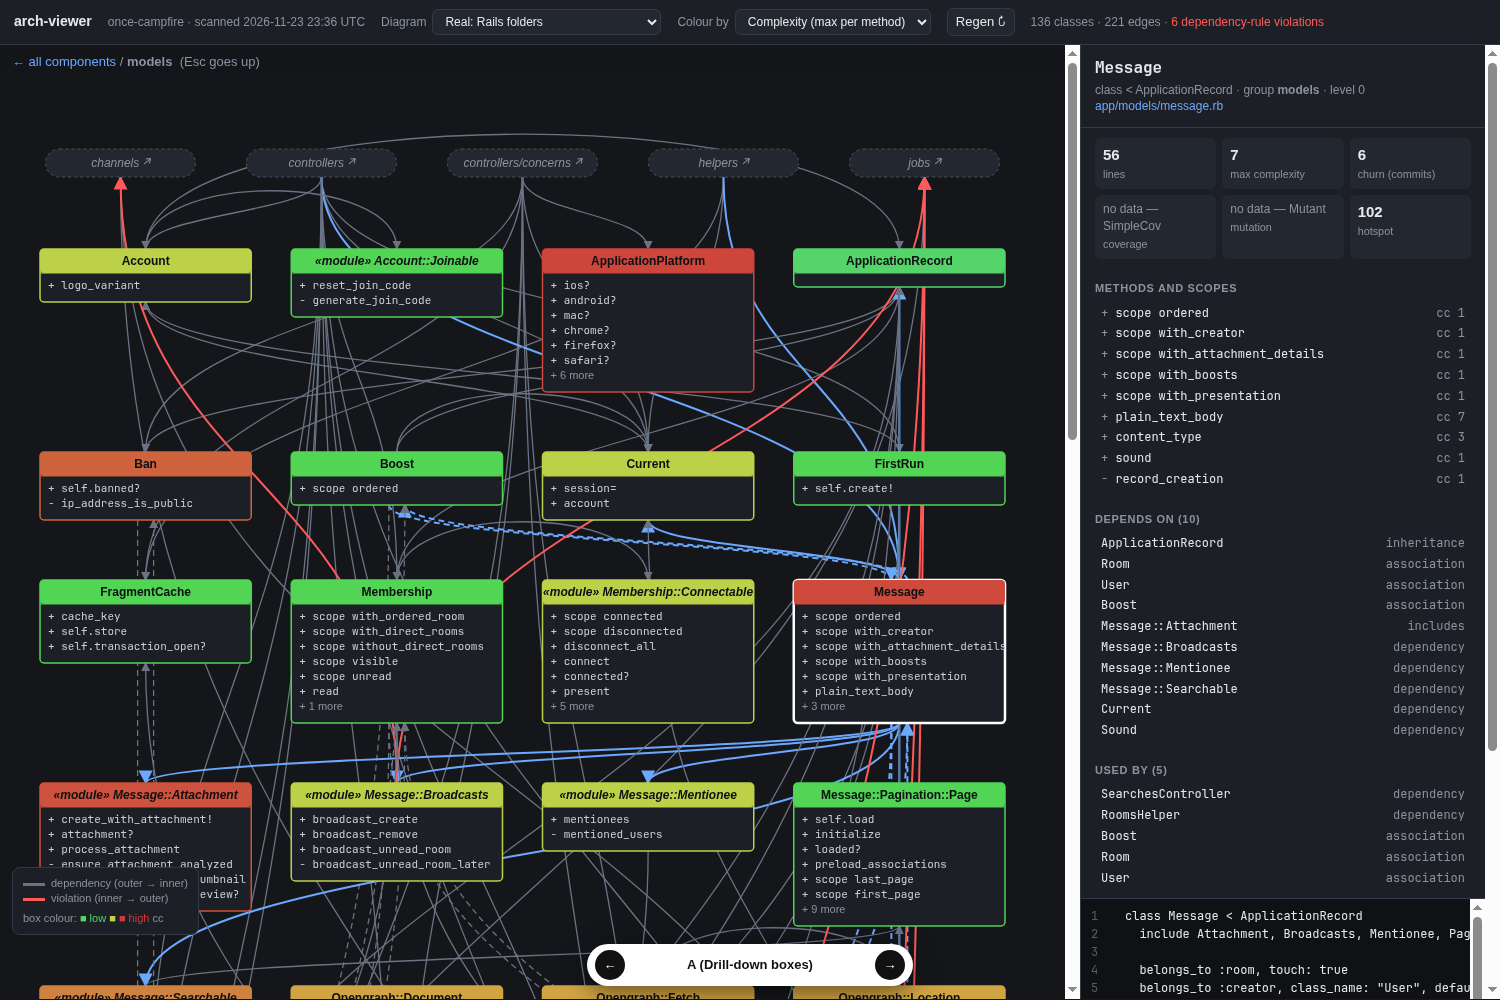 arch-viewer once-campfire · scanned 2026-11-23 23:36 UTC Diagram Real: Rails folders Colour by Complexity (max per method) Regen ↻ 136 classes · 221 edges · 6 dependency-rule violations
← all components / models (Esc goes up)
channels ↗
controllers ↗
controllers/concerns ↗
helpers ↗
jobs ↗
Account
+ logo_variant
«module» Account::Joinable
+ reset_join_code
- generate_join_code
ApplicationPlatform
+ ios?
+ android?
+ mac?
+ chrome?
+ firefox?
+ safari?
+ 6 more
ApplicationRecord
Ban
+ self.banned?
- ip_address_is_public
Boost
+ scope ordered
Current
+ session=
+ account
FirstRun
+ self.create!
FragmentCache
+ cache_key
+ self.store
+ self.transaction_open?
Membership
+ scope with_ordered_room
+ scope with_direct_rooms
+ scope without_direct_rooms
+ scope visible
+ scope unread
+ read
+ 1 more
«module» Membership::Connectable
+ scope connected
+ scope disconnected
+ disconnect_all
+ connect
+ connected?
+ present
+ 5 more
Message
+ scope ordered
+ scope with_creator
+ scope with_attachment_details
+ scope with_boosts
+ scope with_presentation
+ plain_text_body
+ 3 more
«module» Message::Attachment
+ create_with_attachment!
+ attachment?
+ process_attachment
- ensure_attachment_analyzed
umbnail
eview?
«module» Message::Broadcasts
+ broadcast_create
+ broadcast_remove
+ broadcast_unread_room
- broadcast_unread_room_later
«module» Message::Mentionee
+ mentionees
- mentioned_users
Message::Pagination::Page
+ self.load
+ initialize
+ loaded?
+ preload_associations
+ scope last_page
+ scope first_page
+ 9 more
dependency (outer → inner)
violation (inner → outer)
box colour: ■ low ■ ■ high cc
«module» Message::Searchable
Opengraph::Document
Opengraph::Fetch
Opengraph::Location
← A (Drill-down boxes) →
Message
class < ApplicationRecord · group models · level 0
app/models/message.rb
56
lines
7
max complexity
6
churn (commits)
no data —
SimpleCov
coverage
no data — Mutant
mutation
102
hotspot
METHODS AND SCOPES
+ scope ordered cc 1
+ scope with_creator cc 1
+ scope with_attachment_details cc 1
+ scope with_boosts cc 1
+ scope with_presentation cc 1
+ plain_text_body cc 7
+ content_type cc 3
+ sound cc 1
- record_creation cc 1
DEPENDS ON (10)
ApplicationRecord inheritance
Room association
User association
Boost association
Message::Attachment includes
Message::Broadcasts dependency
Message::Mentionee dependency
Message::Searchable dependency
Current dependency
Sound dependency
USED BY (5)
SearchesController dependency
RoomsHelper dependency
Boost association
Room association
User association
1 class Message < ApplicationRecord
2 include Attachment, Broadcasts, Mentionee, Pag
3
4 belongs_to :room, touch: true
5 belongs_to :creator, class_name: "User", defau